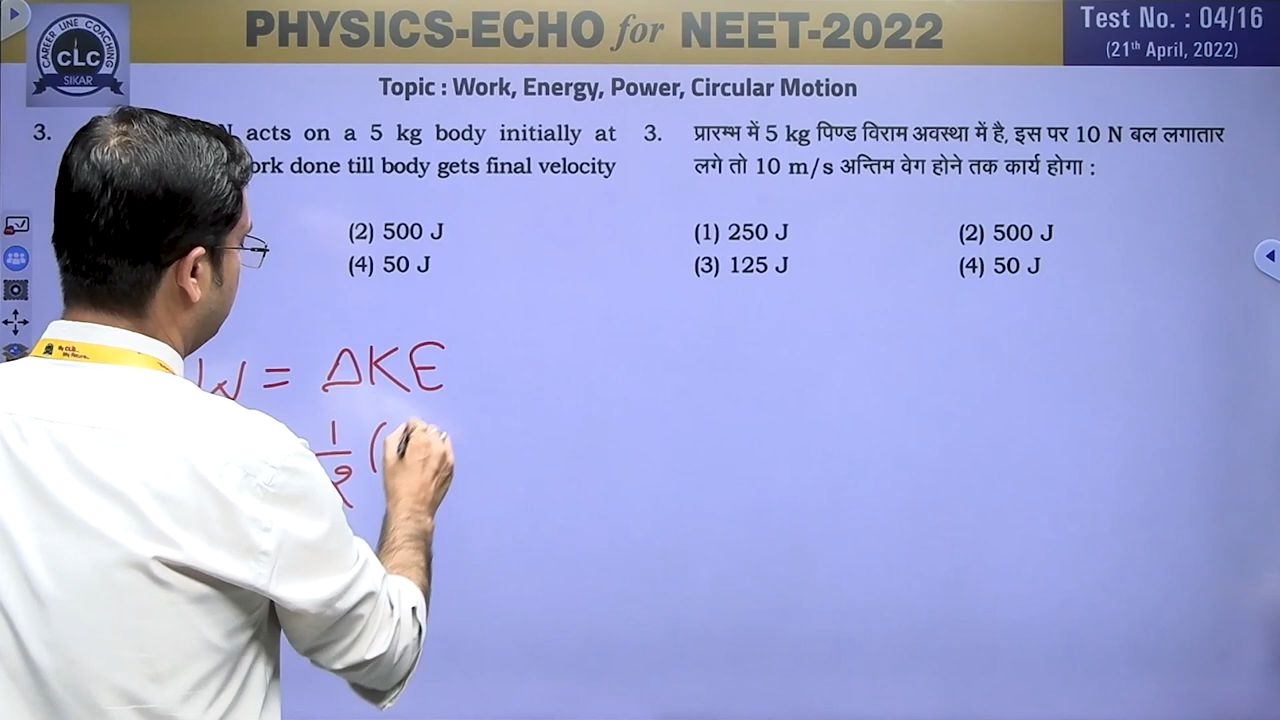 PHYSICS-ECHO for NEET-2022
Test No. : 04/16
(21th April, 2022)
CAREER LINE COACHING
CLC
SIKAR
Topic : Work, Energy, Power, Circular Motion
3. N acts on a 5 kg body initially at
done till body gets final velocity
(2) 500 J
(4) 50 J
3. प्रारम्भ में 5 kg पिण्ड विराम अवस्था में है, इस पर 10 N बल लगातार
लगे तो 10 m/s अन्तिम वेग होने तक कार्य होगा :
(1) 250 J (2) 500 J
(3) 125 J (4) 50 J
W = ΔKE
1/2 (